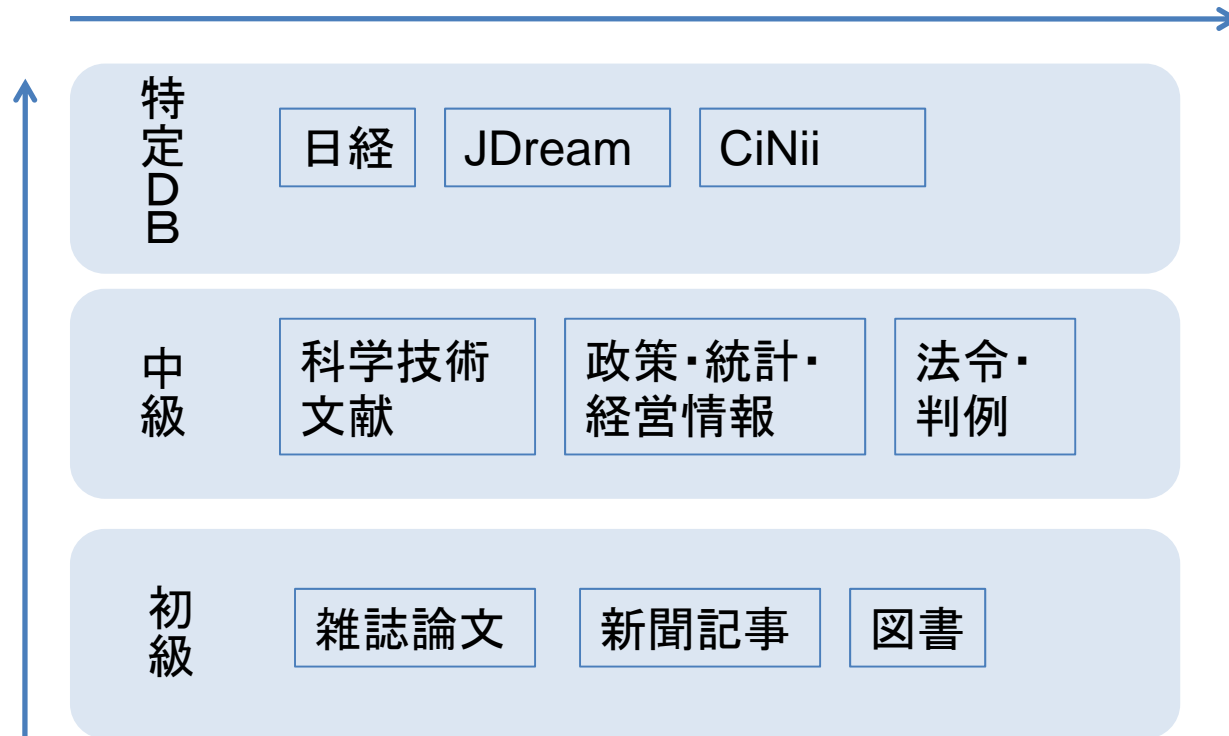 特定ＤＢ
日経
JDream
CiNii
中級
科学技術
文献
政策・統計・
経営情報
法令・
判例
初級
雑誌論文
新聞記事
図書